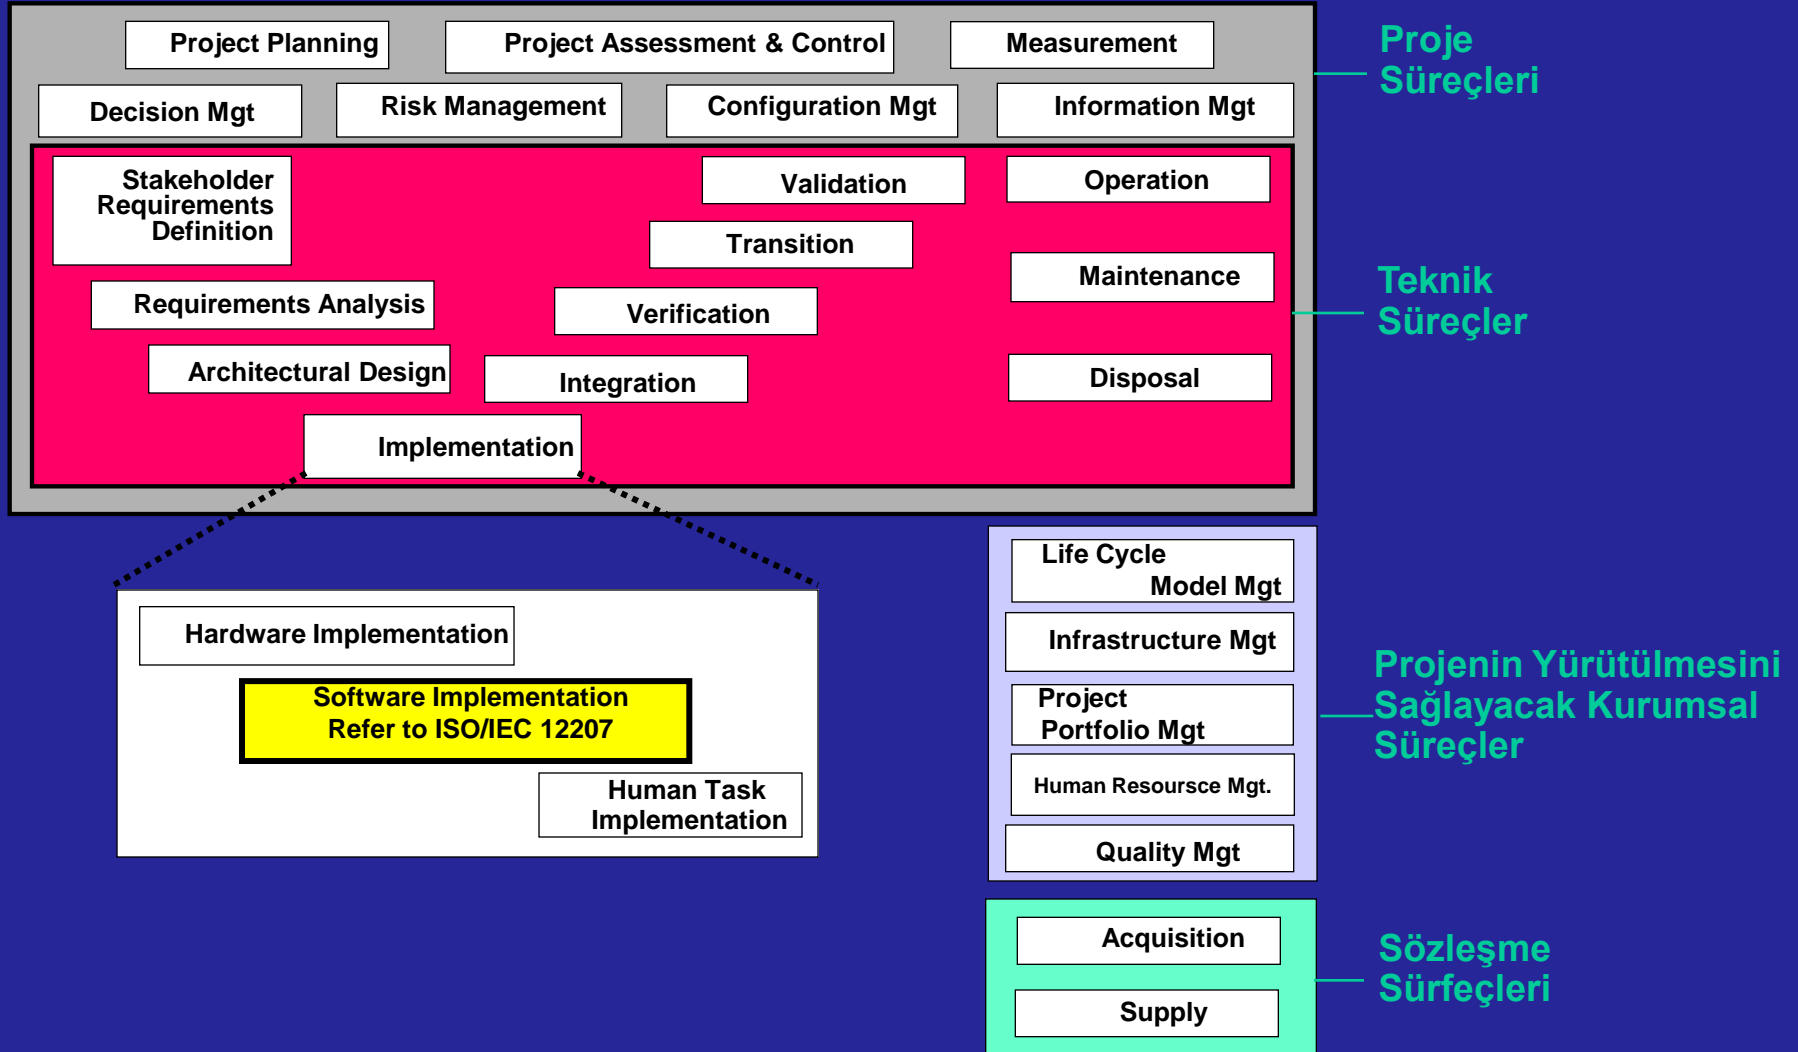 Project Planning
Project Assessment & Control
Measurement
Decision Mgt
Risk Management
Configuration Mgt
Information Mgt
Proje
Süreçleri
Stakeholder
Requirements
Definition
Requirements Analysis
Architectural Design
Implementation
Integration
Verification
Transition
Validation
Operation
Maintenance
Disposal
Teknik
Süreçler
Hardware Implementation
Software Implementation
Refer to ISO/IEC 12207
Human Task
Implementation
Life Cycle
Model Mgt
Infrastructure Mgt
Project
Portfolio Mgt
Human Resoursce Mgt.
Quality Mgt
Projenin Yürütülmesini
Sağlayacak Kurumsal
Süreçler
Acquisition
Supply
Sözleşme
Sürfeçleri